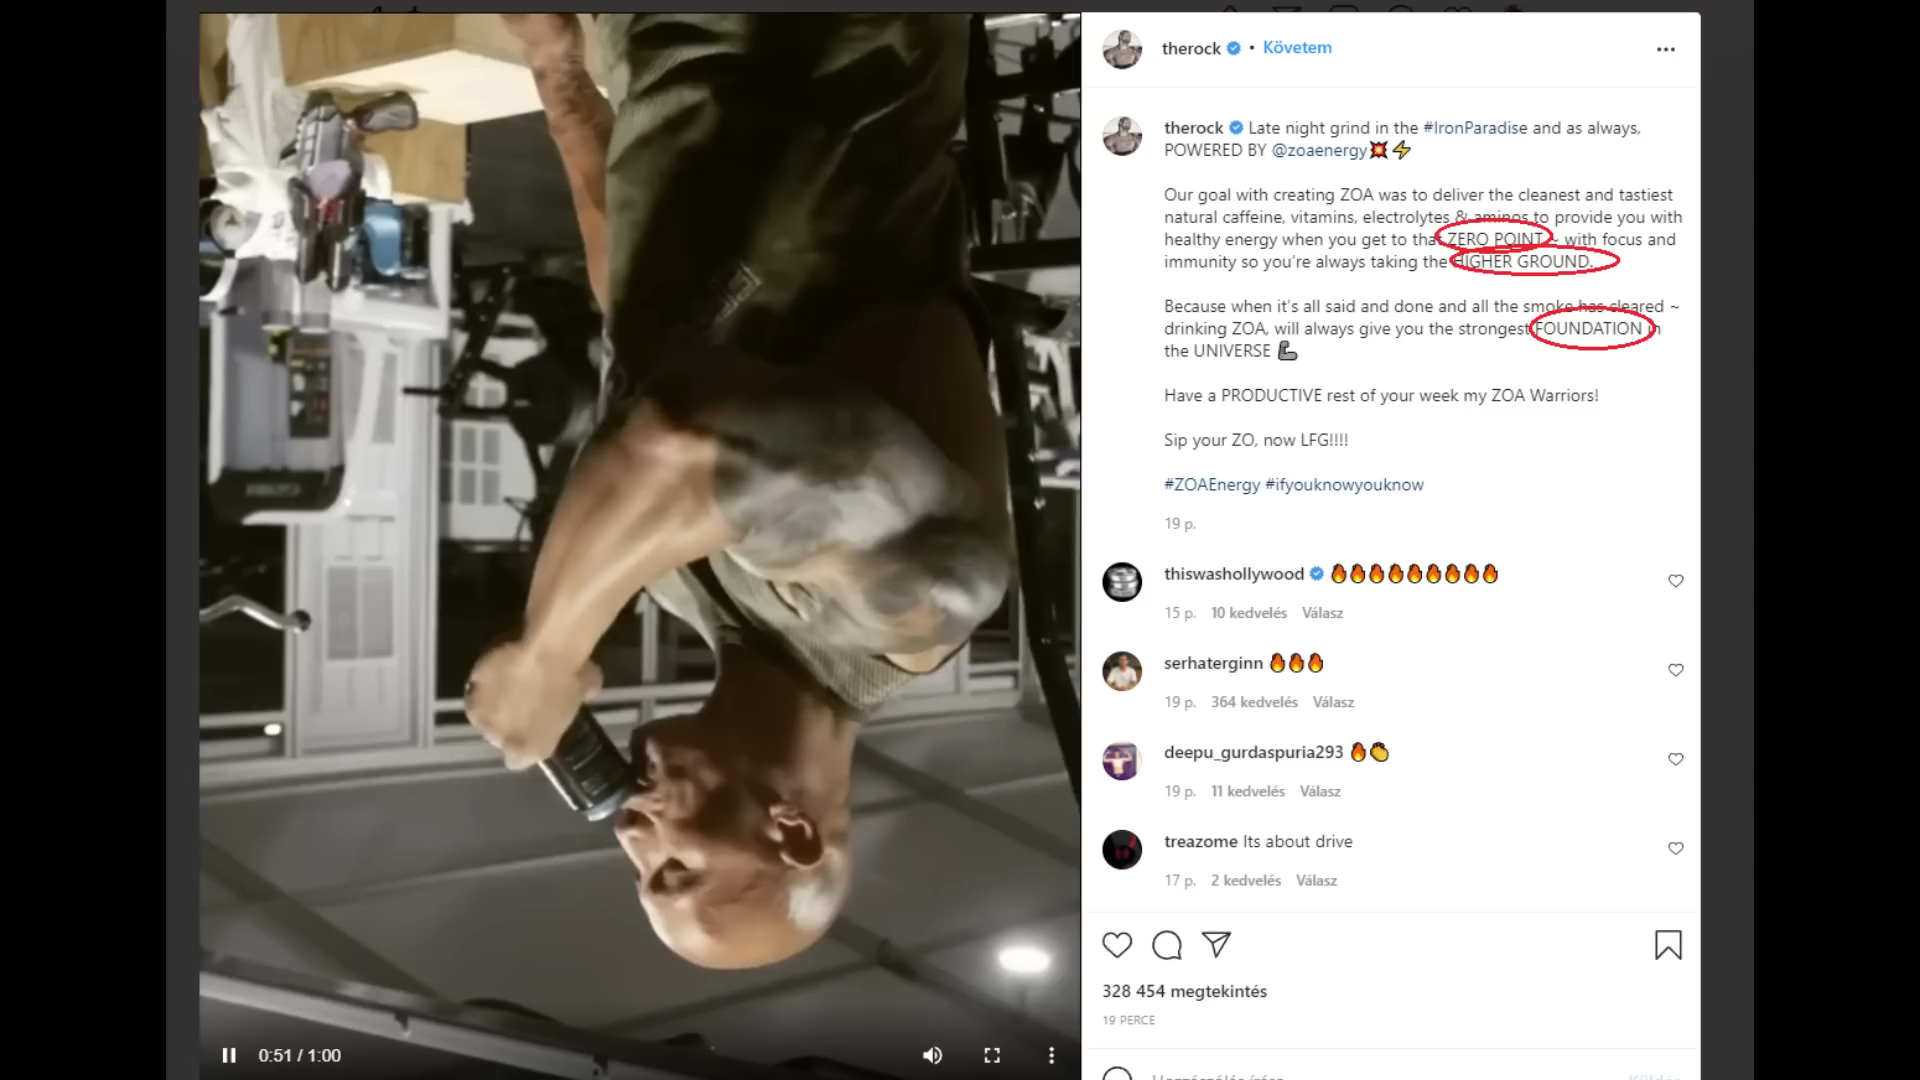 therock • Követem
therock Late night grind in the #IronParadise and as always,
POWERED BY @zoaenergy💥⚡
Our goal with creating ZOA was to deliver the cleanest and tastiest
natural caffeine, vitamins, electrolytes & aminos to provide you with
healthy energy when you get to that ZERO POINT ~ with focus and
immunity so you're always taking the HIGHER GROUND.
Because when it's all said and done and all the smoke has cleared ~
drinking ZOA, will always give you the strongest FOUNDATION in
the UNIVERSE 💪
Have a PRODUCTIVE rest of your week my ZOA Warriors!
Sip your ZO, now LFG!!!!
#ZOAEnergy #ifyouknowyouknow
19 p.
thiswashollywood 🔥🔥🔥🔥🔥🔥🔥🔥🔥
15 p. 10 kedvelés Válasz
serhaterginn 🔥🔥🔥
19 p. 364 kedvelés Válasz
deepu_gurdaspuria293 🔥👏
19 p. 11 kedvelés Válasz
treazome Its about drive
17 p. 2 kedvelés Válasz
328 454 megtekintés
19 PERCE
0:51 / 1:00